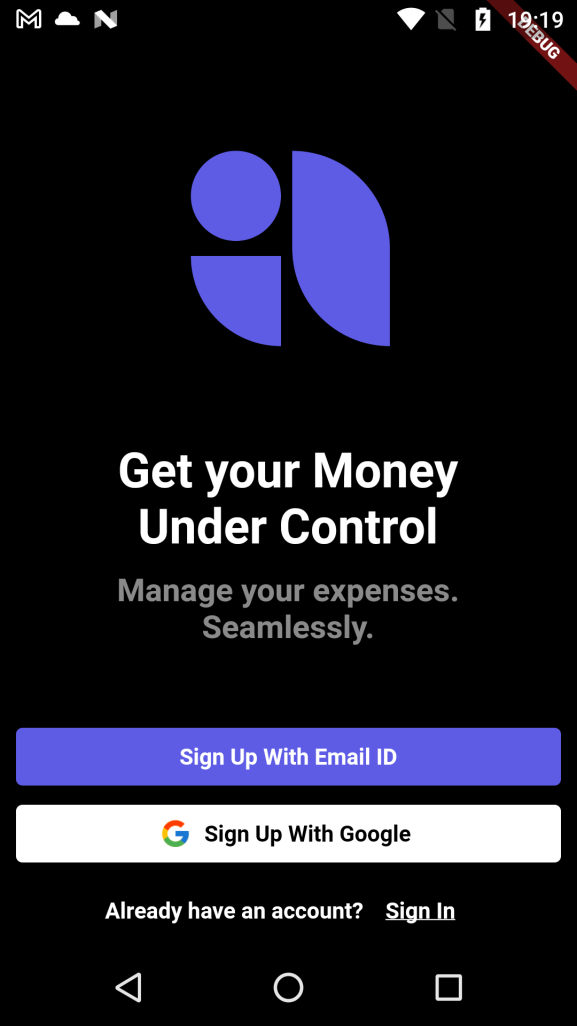 19:19
DEBUG
Get your Money
Under Control
Manage your expenses.
Seamlessly.
Sign Up With Email ID
Sign Up With Google
Already have an account? Sign In